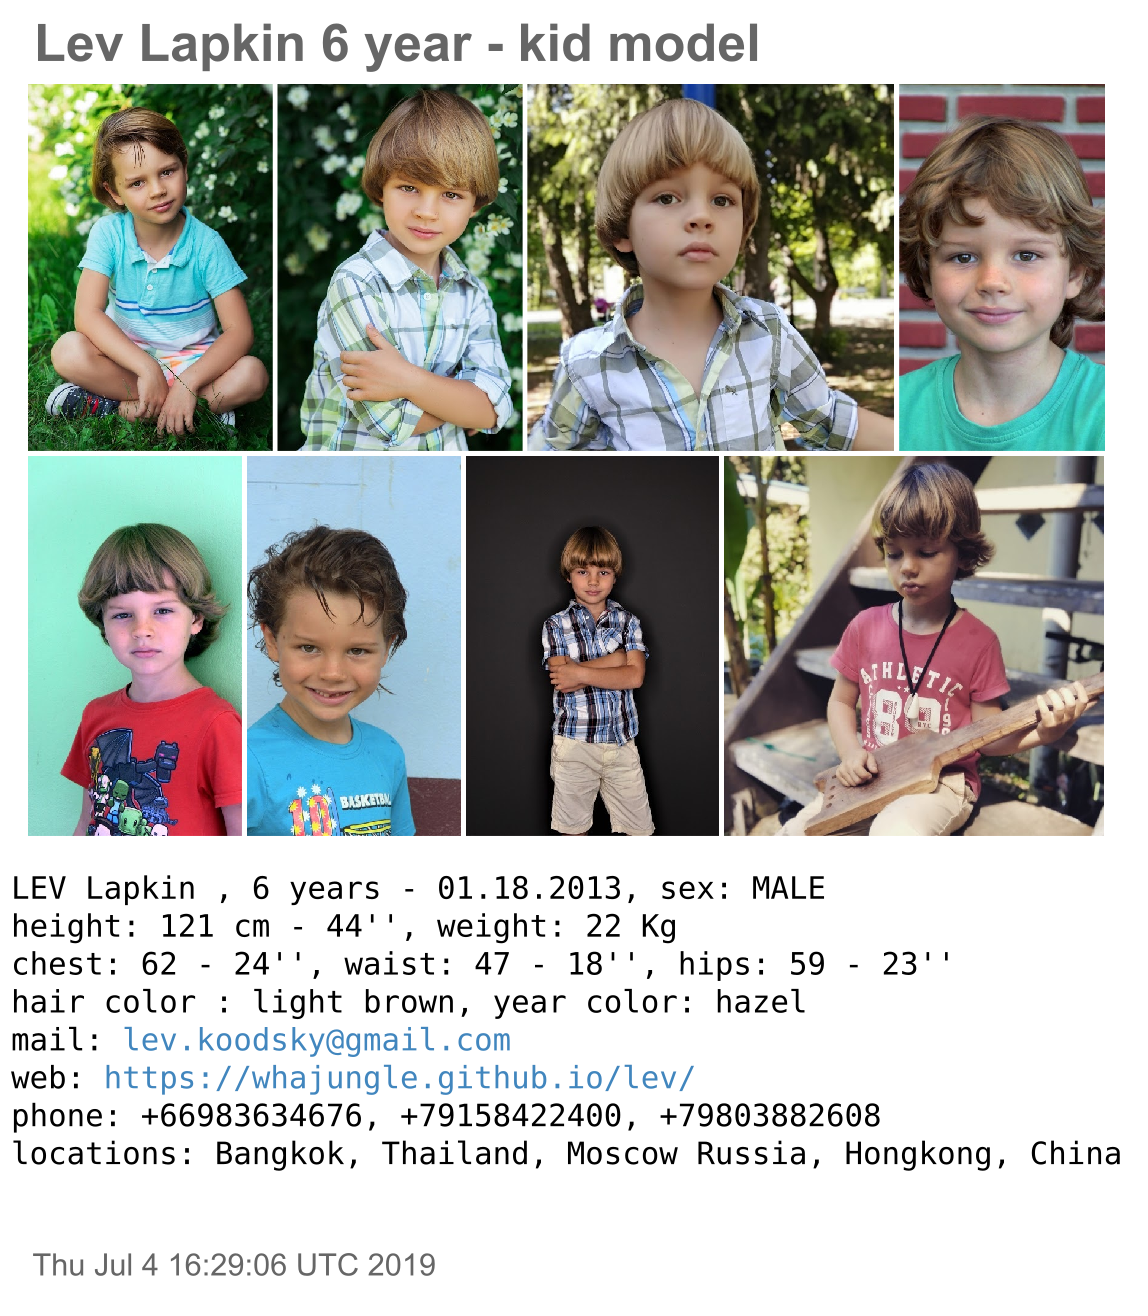 Lev Lapkin 6 year - kid model
BASKETBA
ATHLETIC
89
NYC
LEV Lapkin , 6 years - 01.18.2013, sex: MALE
height: 121 cm - 44'', weight: 22 Kg
chest: 62 - 24'', waist: 47 - 18'', hips: 59 - 23''
hair color : light brown, year color: hazel
mail: lev.koodsky@gmail.com
web: https://whajungle.github.io/lev/
phone: +66983634676, +79158422400, +79803882608
locations: Bangkok, Thailand, Moscow Russia, Hongkong, China
Thu Jul 4 16:29:06 UTC 2019